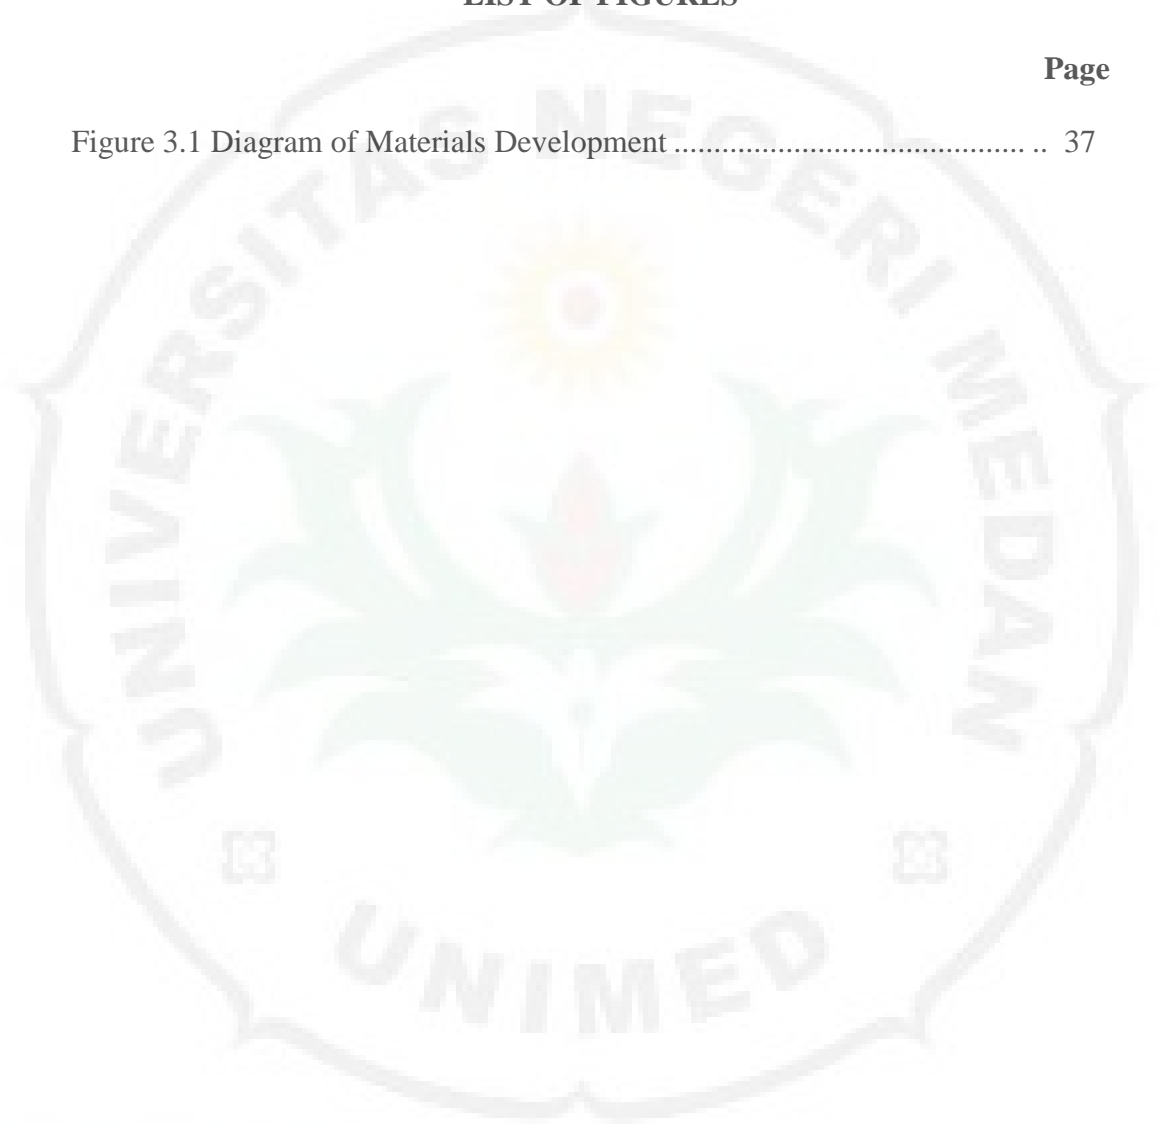 LIST OF FIGURES
Page
Figure 3.1 Diagram of Materials Development .......................................... .. 37
UNIVERSITAS NEGERI MEDAN
UNIMED